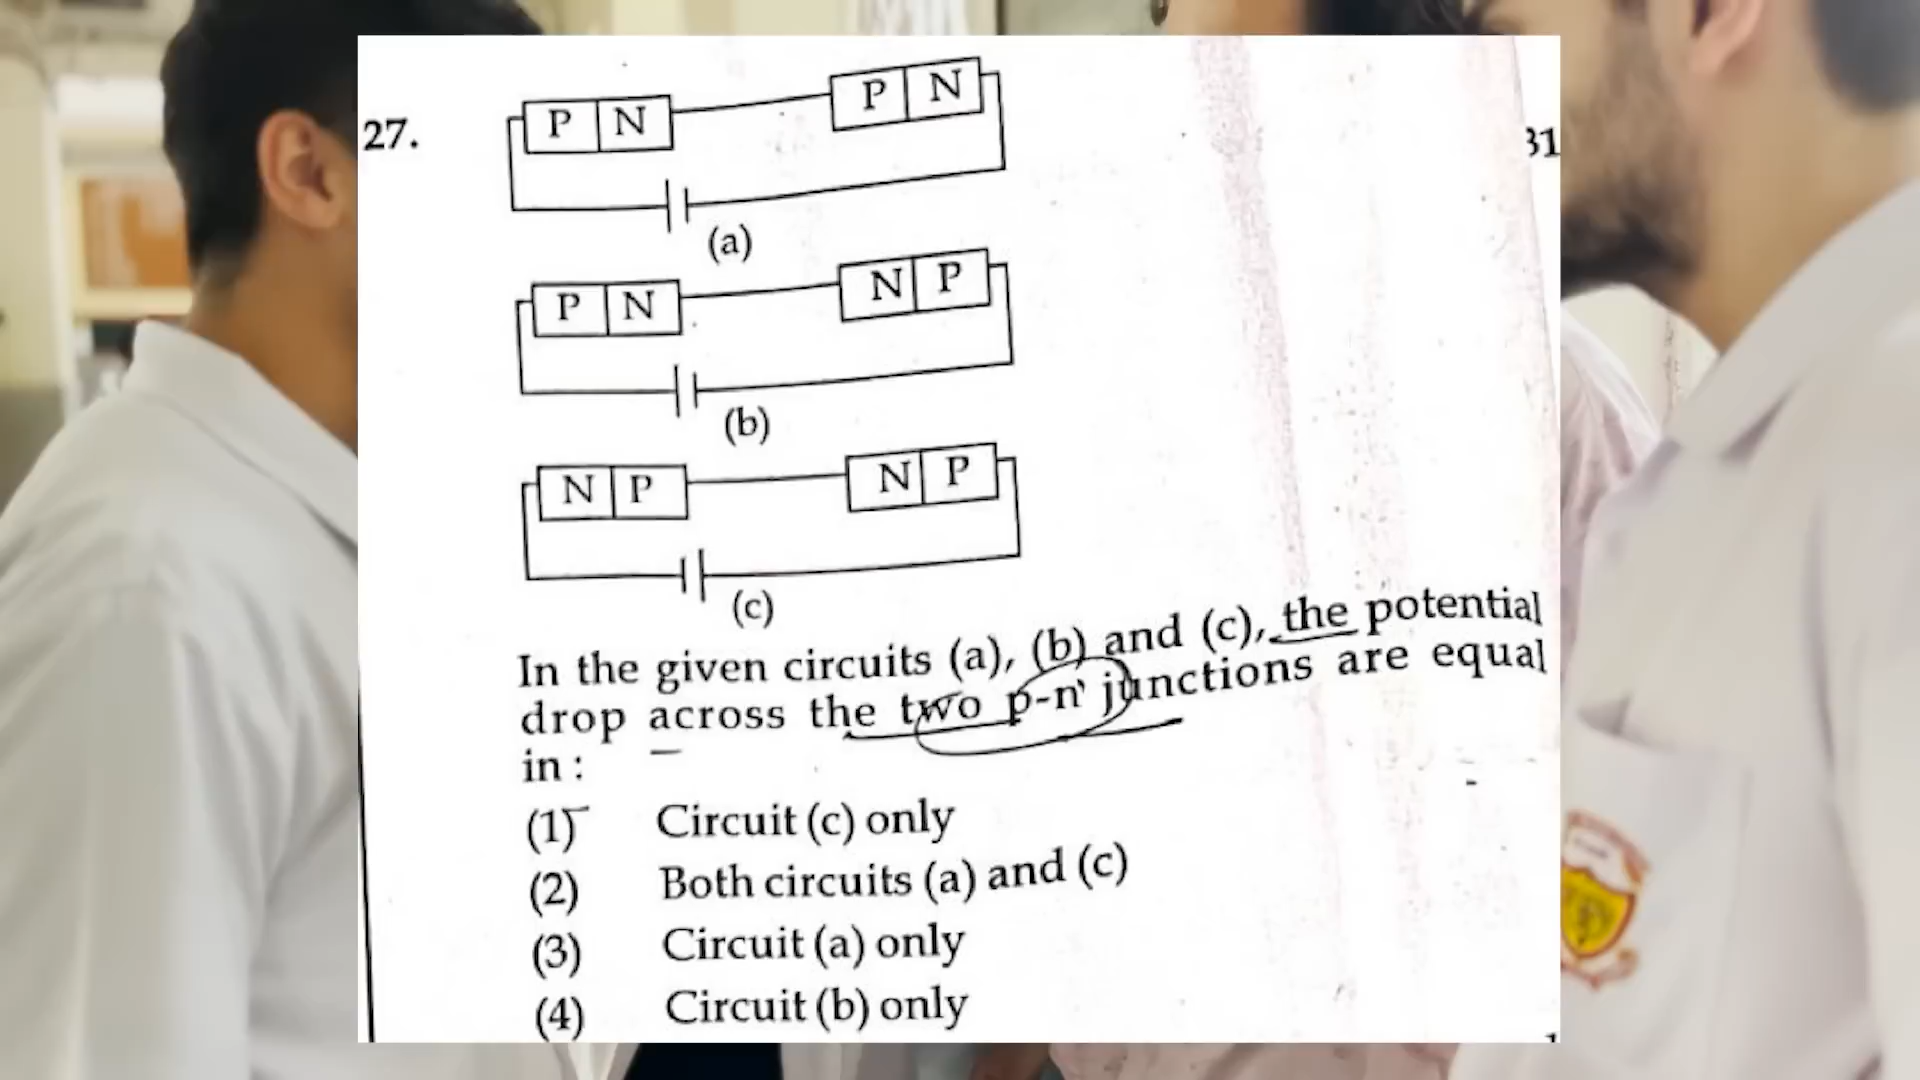 27.
P N P N
31
(a)
P N N P
(b)
N P N P
(c)
In the given circuits (a), (b) and (c), the potential
drop across the two p-n junctions are equal
in :
(1) Circuit (c) only
(2) Both circuits (a) and (c)
(3) Circuit (a) only
(4) Circuit (b) only